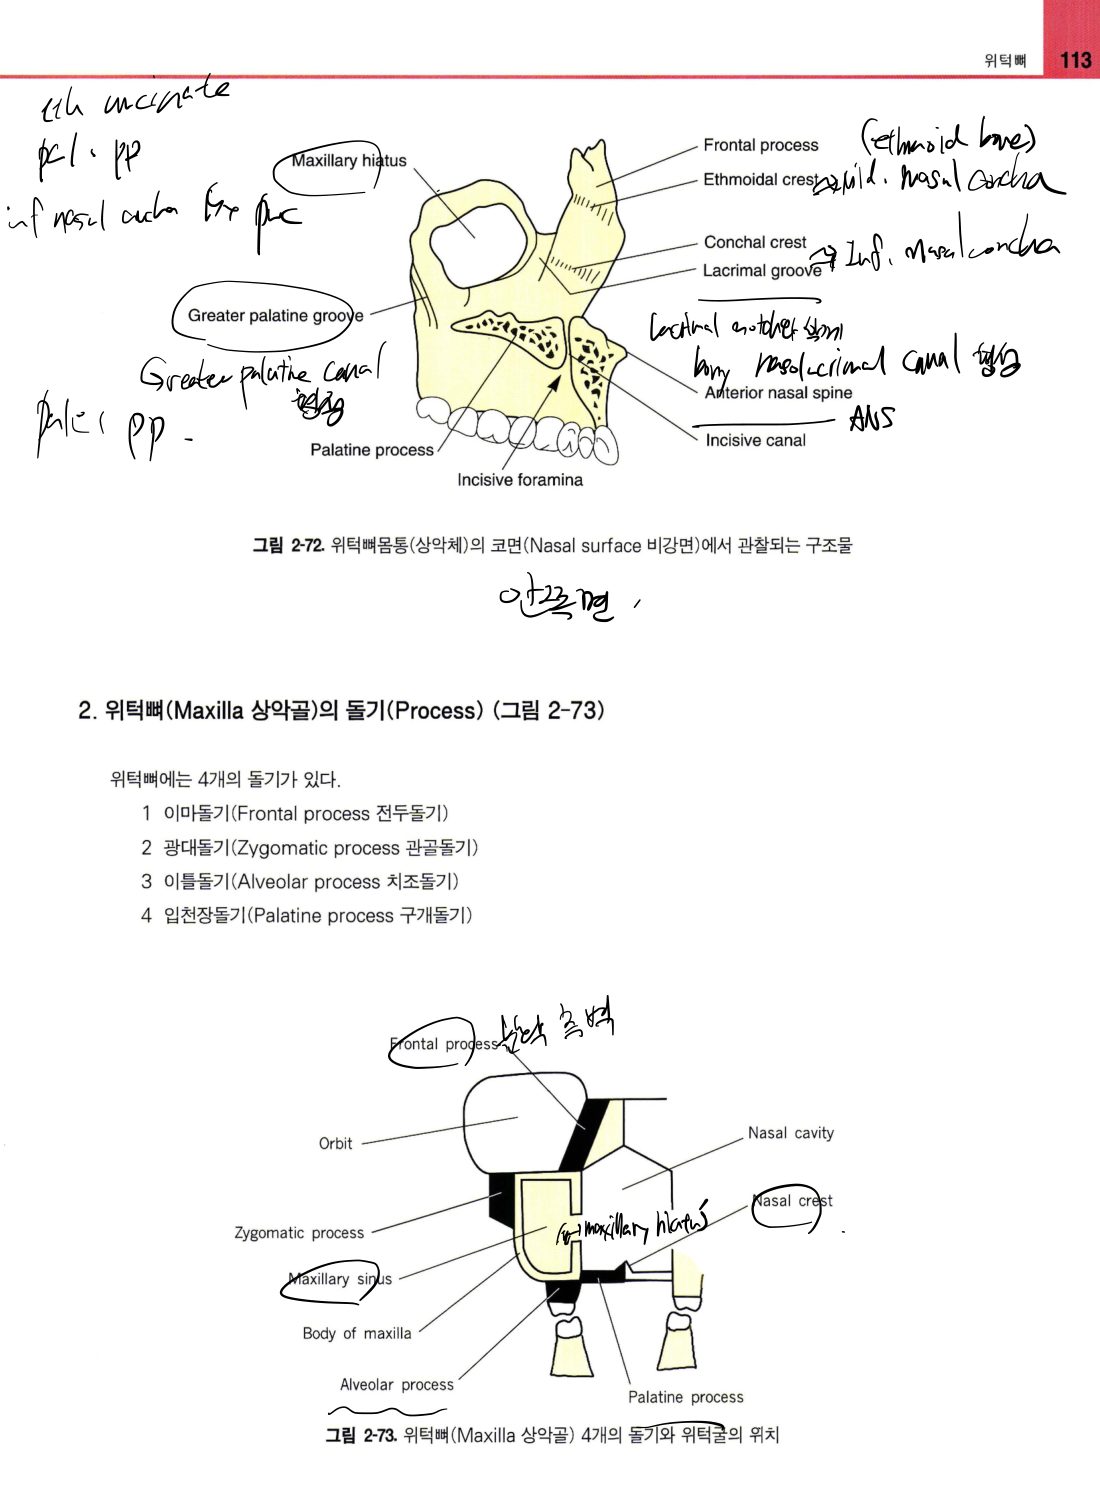 위턱뼈 113
eth uncinate
pal. pp
inf nasal concha
Maxillary hiatus
Frontal process (ethmoid bone)
Ethmoidal crest → mid. nasal concha
Conchal crest → Inf. nasal concha
Lacrimal groove
Greater palatine groove
Greater palatine canal
형성
pp
bony nasolacrimal canal 형성
Anterior nasal spine
ANS
Incisive canal
Palatine process
Incisive foramina
그림 2-72. 위턱뼈몸통(상악체)의 코면(Nasal surface 비강면)에서 관찰되는 구조물
안쪽면
2. 위턱뼈(Maxilla 상악골)의 돌기(Process) (그림 2-73)
위턱뼈에는 4개의 돌기가 있다.
1 이마돌기(Frontal process 전두돌기)
2 광대돌기(Zygomatic process 관골돌기)
3 이틀돌기(Alveolar process 치조돌기)
4 입천장돌기(Palatine process 구개돌기)
Frontal process
Orbit
Nasal cavity
Nasal crest
Zygomatic process
maxillary hiatus
Maxillary sinus
Body of maxilla
Alveolar process
Palatine process
그림 2-73. 위턱뼈(Maxilla 상악골) 4개의 돌기와 위턱굴의 위치